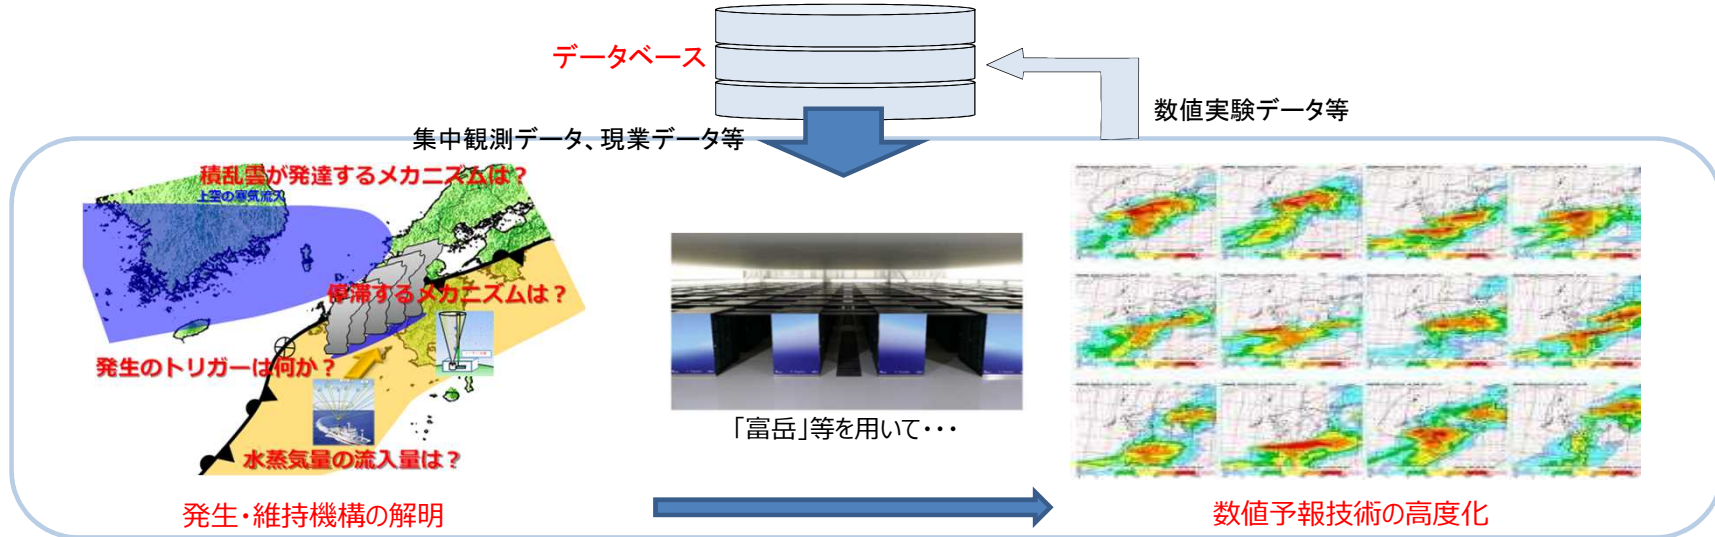 データベース
数値実験データ等
集中観測データ、現業データ等
積乱雲が発達するメカニズムは？
上空の寒気流入
停滞するメカニズムは？
発生のトリガーは何か？
水蒸気量の流入量は？
「富岳」等を用いて・・・
発生・維持機構の解明
数値予報技術の高度化